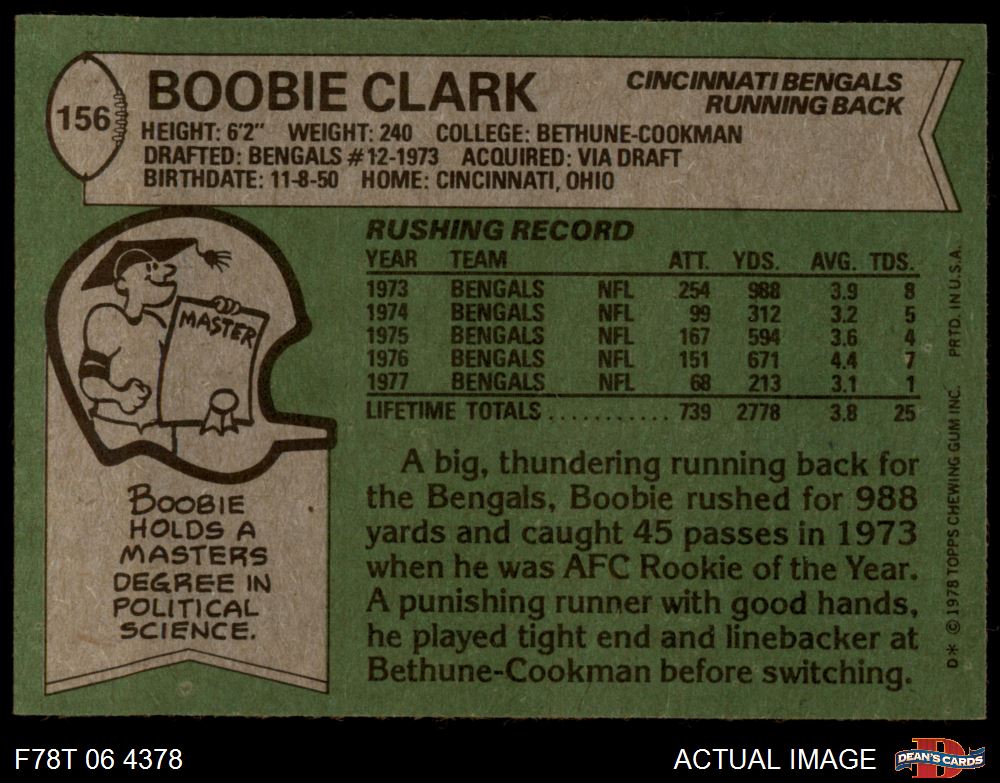 156
BOOBIE CLARK
CINCINNATI BENGALS
RUNNING BACK
HEIGHT: 6'2" WEIGHT: 240 COLLEGE: BETHUNE-COOKMAN
DRAFTED: BENGALS #12-1973 ACQUIRED: VIA DRAFT
BIRTHDATE: 11-8-50 HOME: CINCINNATI, OHIO
MASTER
BOOBIE
HOLDS A
MASTERS
DEGREE IN
POLITICAL
SCIENCE.
RUSHING RECORD
YEAR TEAM ATT. YDS. AVG. TDS.
1973 BENGALS NFL 254 988 3.9 8
1974 BENGALS NFL 99 312 3.2 5
1975 BENGALS NFL 167 594 3.6 4
1976 BENGALS NFL 151 671 4.4 7
1977 BENGALS NFL 68 213 3.1 1
LIFETIME TOTALS .......... 739 2778 3.8 25
A big, thundering running back for
the Bengals, Boobie rushed for 988
yards and caught 45 passes in 1973
when he was AFC Rookie of the Year.
A punishing runner with good hands,
he played tight end and linebacker at
Bethune-Cookman before switching.
D* © 1978 TOPPS CHEWING GUM INC. PRTD. IN U.S.A.
F78T 06 4378
ACTUAL IMAGE
DEAN'S CARDS